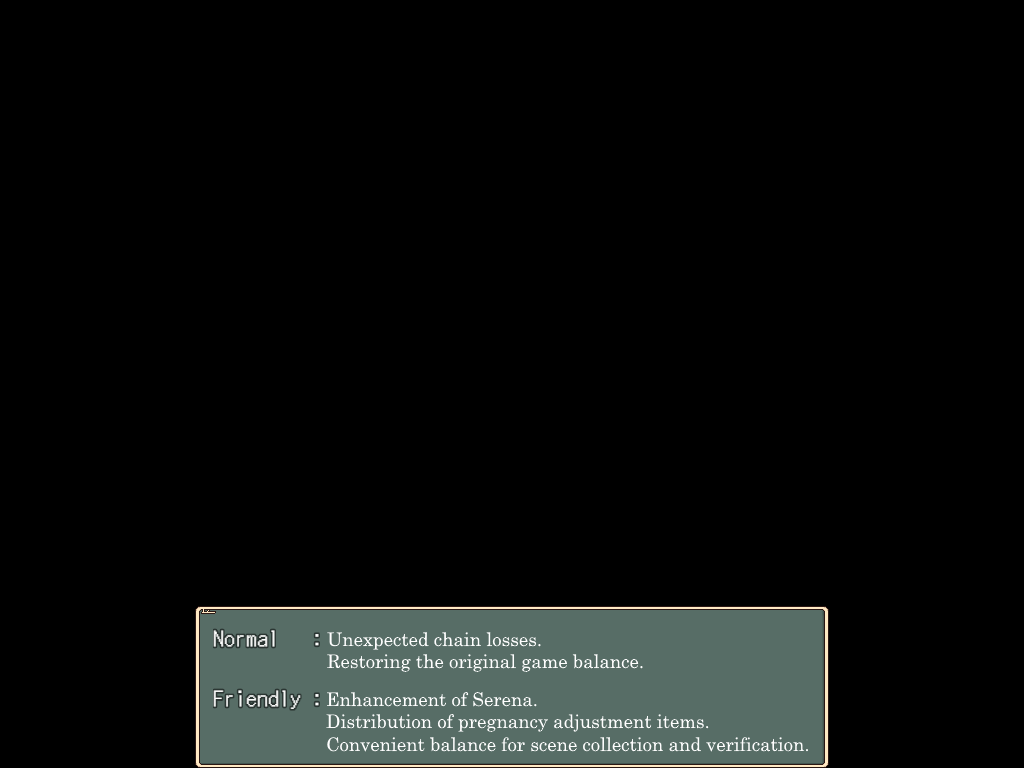 Normal : Unexpected chain losses.
Restoring the original game balance.
Friendly : Enhancement of Serena.
Distribution of pregnancy adjustment items.
Convenient balance for scene collection and verification.